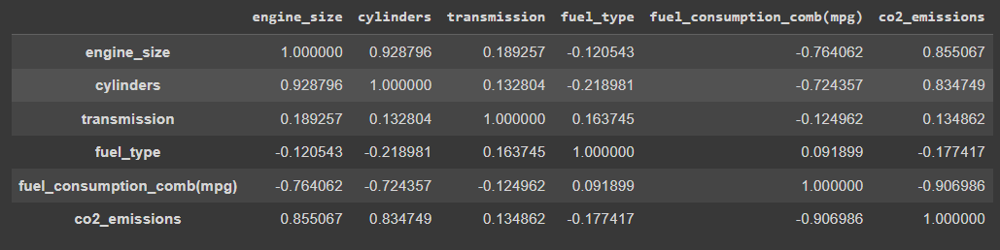 engine_size cylinders transmission fuel_type fuel_consumption_comb(mpg) co2_emissions
engine_size 1.000000 0.928796 0.189257 -0.120543 -0.764062 0.855067
cylinders 0.928796 1.000000 0.132804 -0.218981 -0.724357 0.834749
transmission 0.189257 0.132804 1.000000 0.163745 -0.124962 0.134862
fuel_type -0.120543 -0.218981 0.163745 1.000000 0.091899 -0.177417
fuel_consumption_comb(mpg) -0.764062 -0.724357 -0.124962 0.091899 1.000000 -0.906986
co2_emissions 0.855067 0.834749 0.134862 -0.177417 -0.906986 1.000000